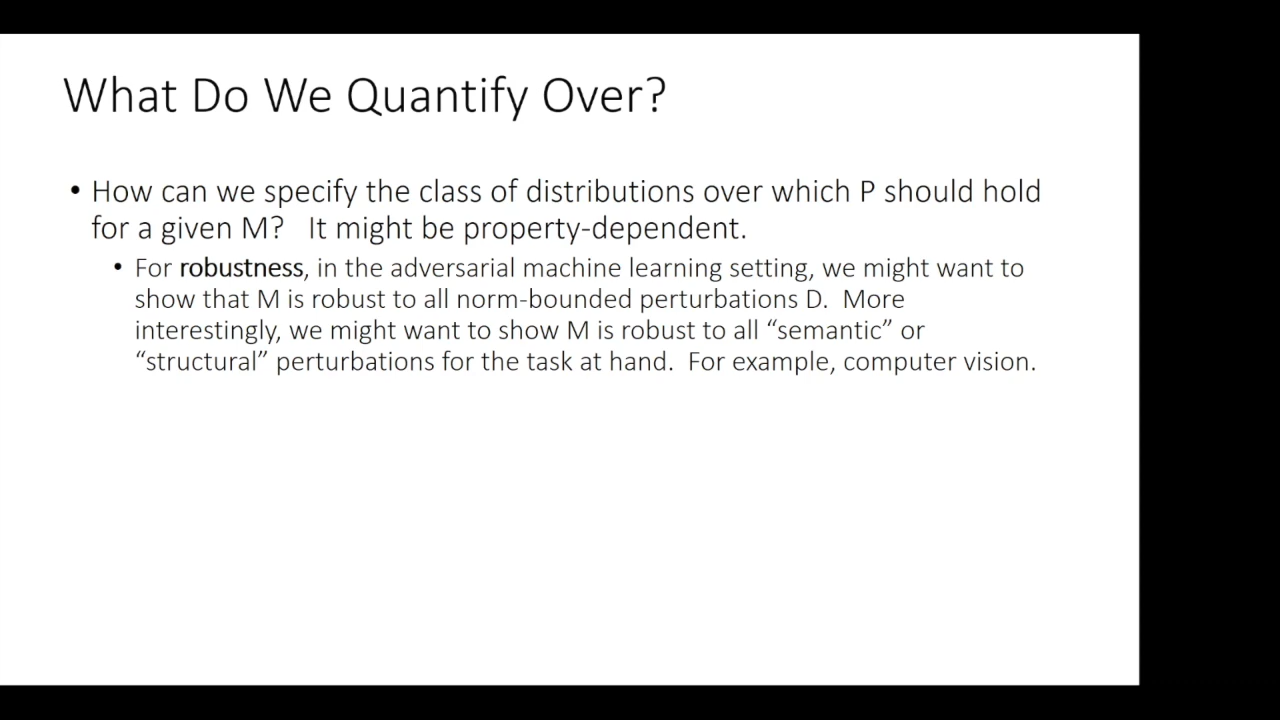 What Do We Quantify Over?
• How can we specify the class of distributions over which P should hold
for a given M? It might be property-dependent.
• For robustness, in the adversarial machine learning setting, we might want to
show that M is robust to all norm-bounded perturbations D. More
interestingly, we might want to show M is robust to all “semantic” or
“structural” perturbations for the task at hand. For example, computer vision.